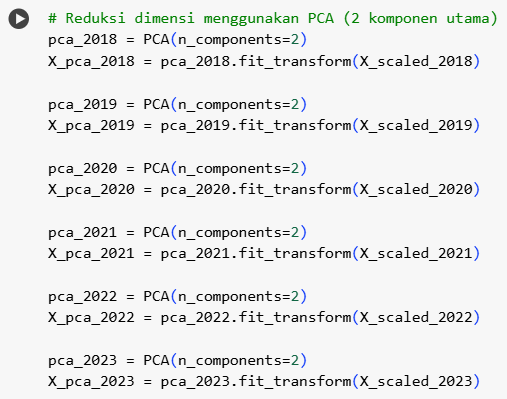 # Reduksi dimensi menggunakan PCA (2 komponen utama)
pca_2018 = PCA(n_components=2)
X_pca_2018 = pca_2018.fit_transform(X_scaled_2018)

pca_2019 = PCA(n_components=2)
X_pca_2019 = pca_2019.fit_transform(X_scaled_2019)

pca_2020 = PCA(n_components=2)
X_pca_2020 = pca_2020.fit_transform(X_scaled_2020)

pca_2021 = PCA(n_components=2)
X_pca_2021 = pca_2021.fit_transform(X_scaled_2021)

pca_2022 = PCA(n_components=2)
X_pca_2022 = pca_2022.fit_transform(X_scaled_2022)

pca_2023 = PCA(n_components=2)
X_pca_2023 = pca_2023.fit_transform(X_scaled_2023)